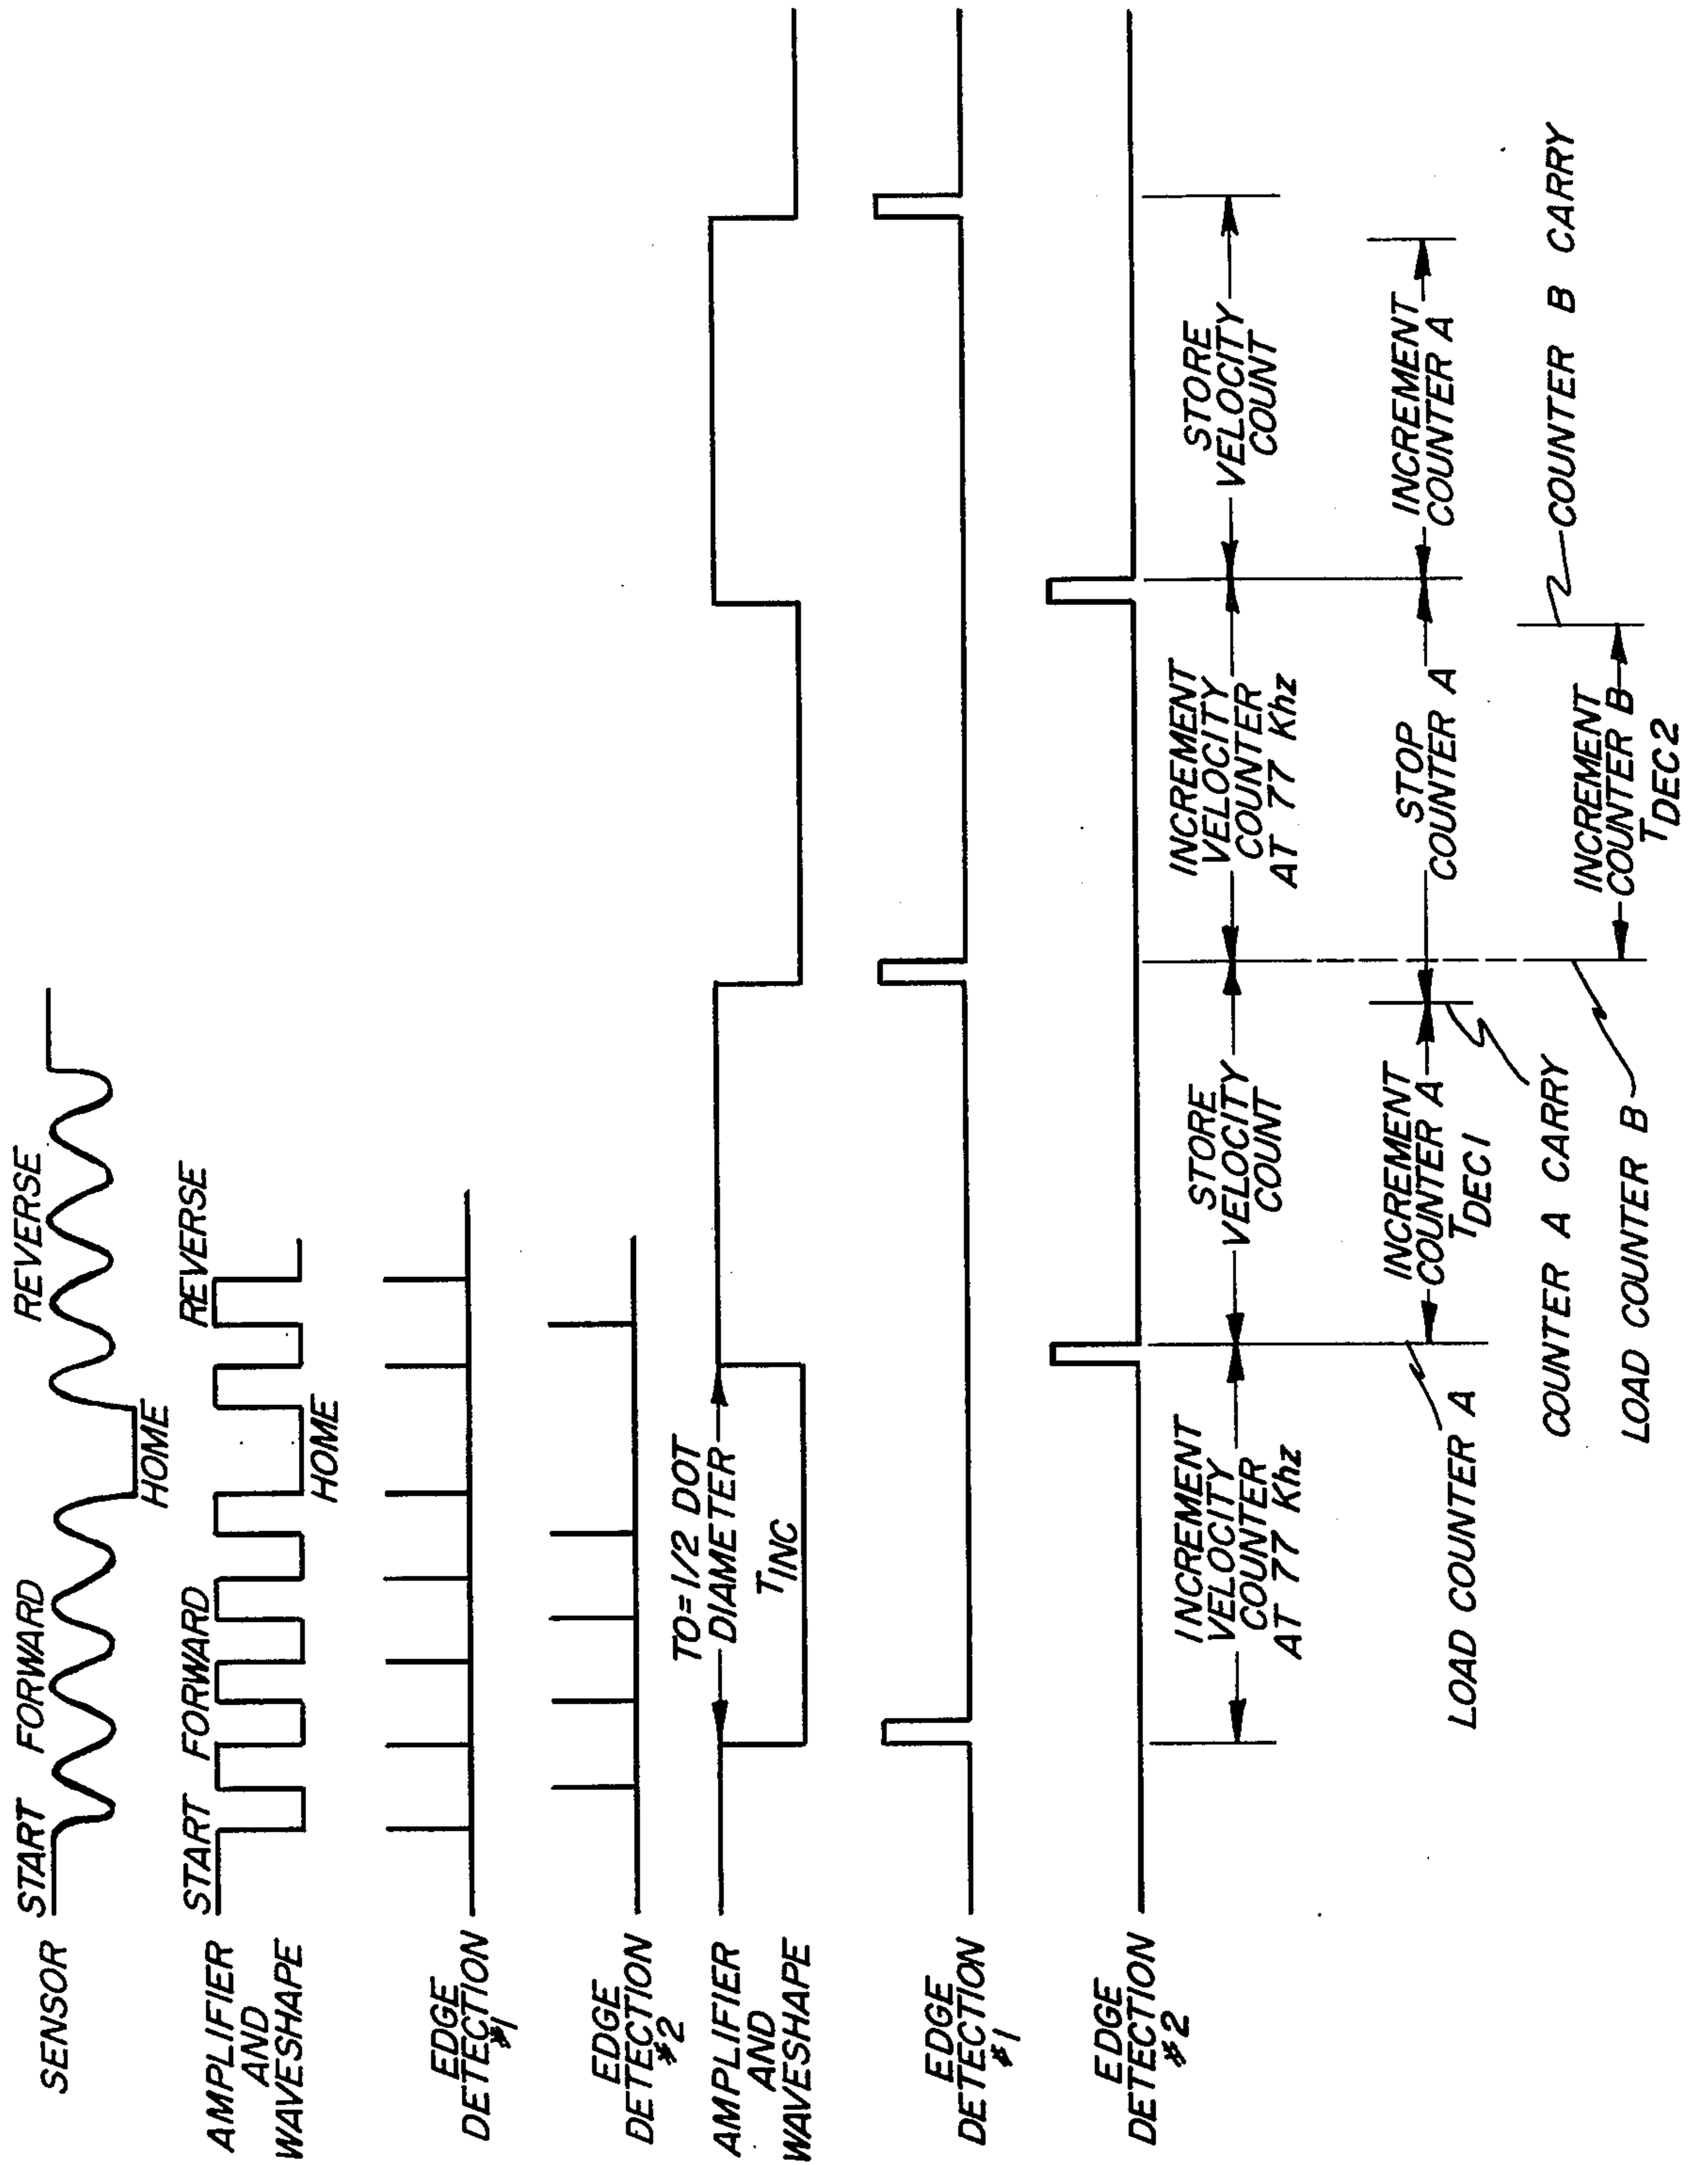 SENSOR
START FORWARD
HOME
REVERSE
AMPLIFIER
AND
WAVESHAPE
START FORWARD
HOME
REVERSE
EDGE
DETECTION
#1
EDGE
DETECTION
#2
AMPLIFIER
AND
WAVESHAPE
TO=1/2 DOT
DIAMETER
TINC
EDGE
DETECTION
#1
EDGE
DETECTION
#2
INCREMENT
VELOCITY
COUNTER
AT 77 Khz
STORE
VELOCITY
COUNT
INCREMENT
VELOCITY
COUNTER
AT 77 Khz
STORE
VELOCITY
COUNT
LOAD COUNTER A
INCREMENT
COUNTER A
TDEC1
STOP
COUNTER A
INCREMENT
COUNTER A
COUNTER A CARRY
LOAD COUNTER B
INCREMENT
COUNTER B
TDEC2
COUNTER B CARRY